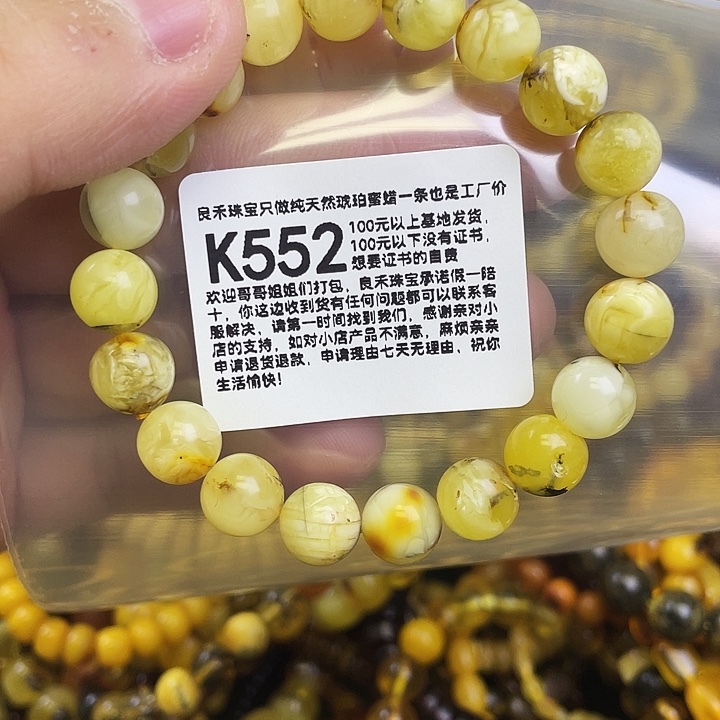 良禾珠宝只做纯天然琥珀蜜蜡一条也是工厂价
K552
100元以上基地发货，
100元以下没有证书，
想要证书的自费
欢迎哥哥姐姐们打包，良禾珠宝承诺假一赔
十，你这边收到货有任何问题都可以联系客
服解决，请第一时间找到我们，感谢亲对小
店的支持，如对小店产品不满意，麻烦亲亲
申请退货退款，申请理由七天无理由，祝你
生活愉快！